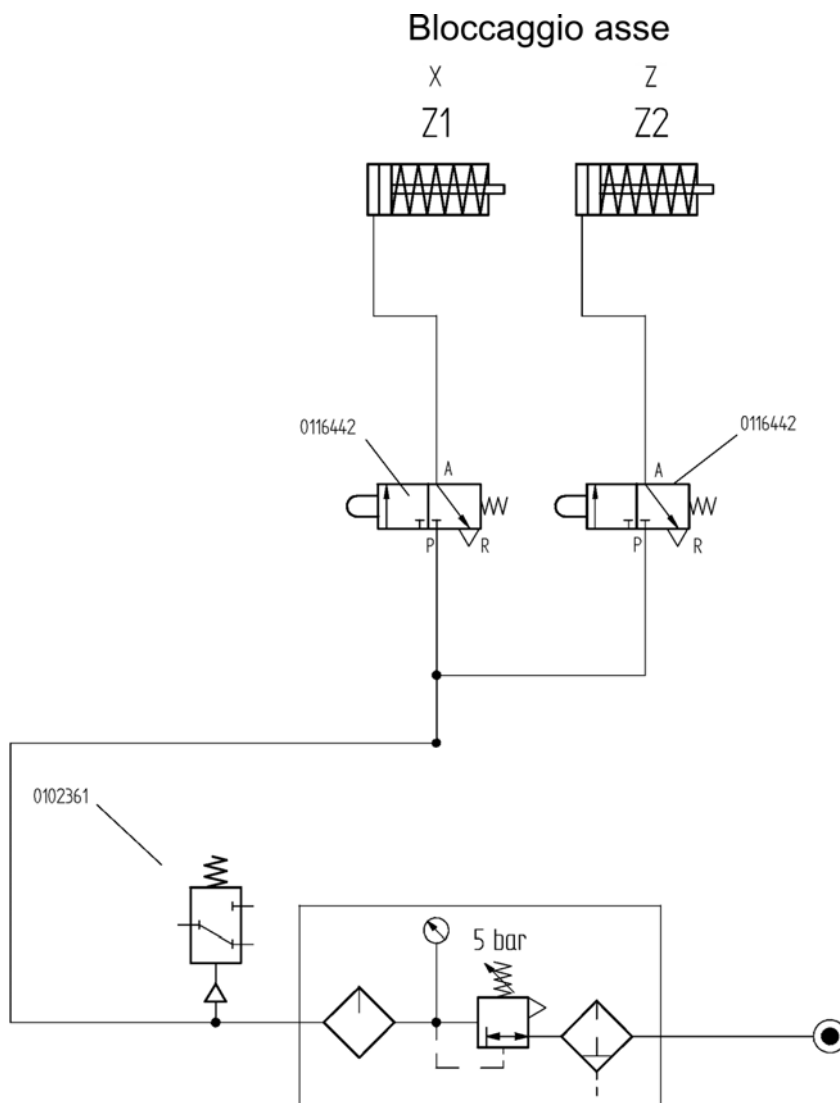 Bloccaggio asse
X Z
Z1 Z2
0116442 0116442
A A
P R P R
0102361
5 bar